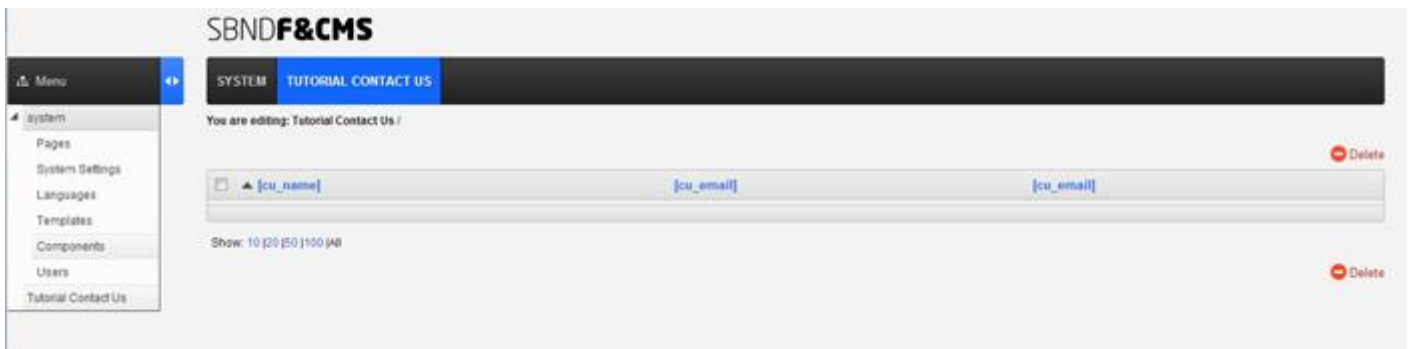 SBNDF&CMS
Menu
SYSTEM TUTORIAL CONTACT US
system
Pages
System Settings
Languages
Templates
Components
Users
Tutorial Contact Us
You are editing: Tutorial Contact Us /
Delete
[cu_name] [cu_email] [cu_email]
Show: 10 |20 |50 |100 |All
Delete